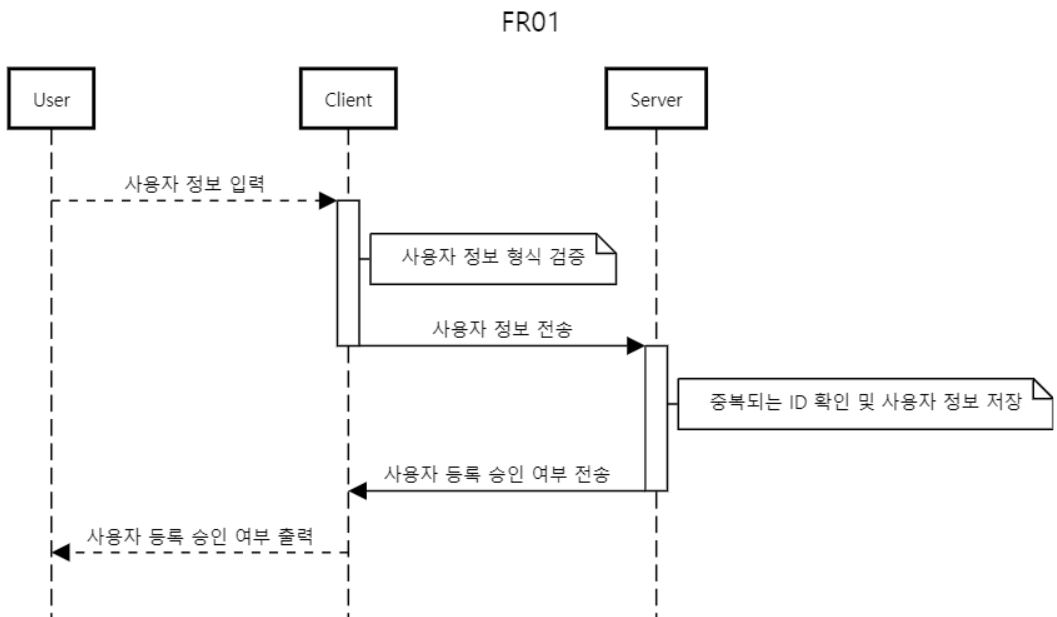 FR01
User
Client
Server
사용자 정보 입력
사용자 정보 형식 검증
사용자 정보 전송
중복되는 ID 확인 및 사용자 정보 저장
사용자 등록 승인 여부 전송
사용자 등록 승인 여부 출력